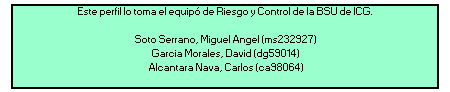 Este perfil lo toma el equipó de Riesgo y Control de la BSU de ICG.
Soto Serrano, Miguel Angel (ms232927)
Garcia Morales, David (dg59014)
Alcantara Nava, Carlos (ca98064)